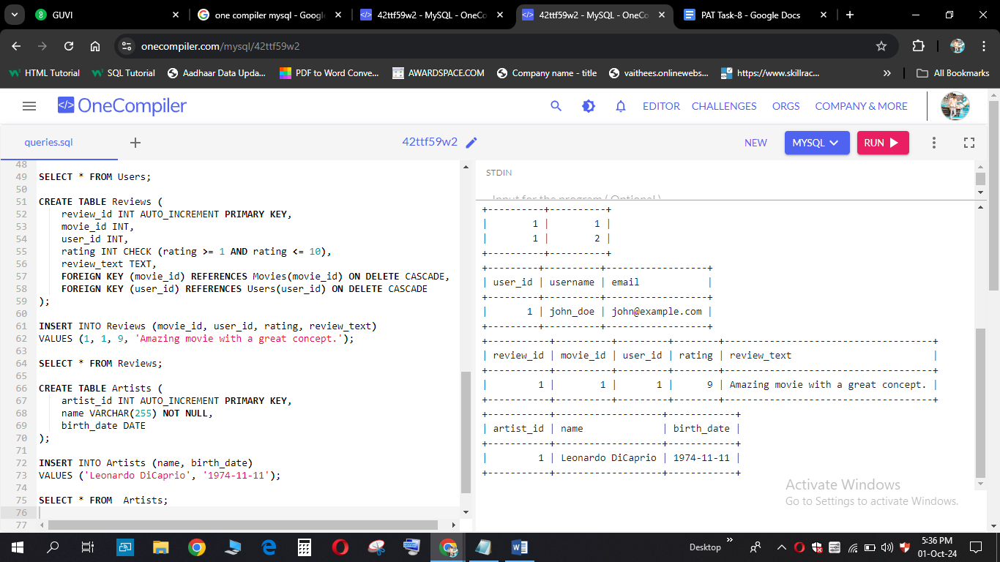 GUVI
one compiler mysql - Googl
42ttf59w2 - MySQL - OneCo
42ttf59w2 - MySQL - OneCo
PAT Task-8 - Google Docs
onecompiler.com/mysql/42ttf59w2
HTML Tutorial
SQL Tutorial
Aadhaar Data Upda...
PDF to Word Conve...
AWARDSPACE.COM
Company name - title
vaithees.onlinewebs...
https://www.skillrac...
»
All Bookmarks
</> OneCompiler
EDITOR
CHALLENGES
ORGS
COMPANY & MORE
queries.sql
+
42ttf59w2
NEW
MYSQL
RUN
48
49 SELECT * FROM Users;
50
51 CREATE TABLE Reviews (
52 review_id INT AUTO_INCREMENT PRIMARY KEY,
53 movie_id INT,
54 user_id INT,
55 rating INT CHECK (rating >= 1 AND rating <= 10),
56 review_text TEXT,
57 FOREIGN KEY (movie_id) REFERENCES Movies(movie_id) ON DELETE CASCADE,
58 FOREIGN KEY (user_id) REFERENCES Users(user_id) ON DELETE CASCADE
59 );
60
61 INSERT INTO Reviews (movie_id, user_id, rating, review_text)
62 VALUES (1, 1, 9, 'Amazing movie with a great concept.');
63
64 SELECT * FROM Reviews;
65
66 CREATE TABLE Artists (
67 artist_id INT AUTO_INCREMENT PRIMARY KEY,
68 name VARCHAR(255) NOT NULL,
69 birth_date DATE
70 );
71
72 INSERT INTO Artists (name, birth_date)
73 VALUES ('Leonardo DiCaprio', '1974-11-11');
74
75 SELECT * FROM  Artists;
76
77
STDIN
Input for the program ( Optional )
+----------+----------+
|        1 |        1 |
|        1 |        2 |
+----------+----------+
+---------+----------+------------------+
| user_id | username | email            |
+---------+----------+------------------+
|       1 | john_doe | john@example.com |
+---------+----------+------------------+
+-----------+----------+---------+--------+-------------------------------------+
| review_id | movie_id | user_id | rating | review_text                         |
+-----------+----------+---------+--------+-------------------------------------+
|         1 |        1 |       1 |      9 | Amazing movie with a great concept. |
+-----------+----------+---------+--------+-------------------------------------+
+-----------+-------------------+------------+
| artist_id | name              | birth_date |
+-----------+-------------------+------------+
|         1 | Leonardo DiCaprio | 1974-11-11 |
+-----------+-------------------+------------+
Activate Windows
Go to Settings to activate Windows.
Desktop
»
5:36 PM
01-Oct-24